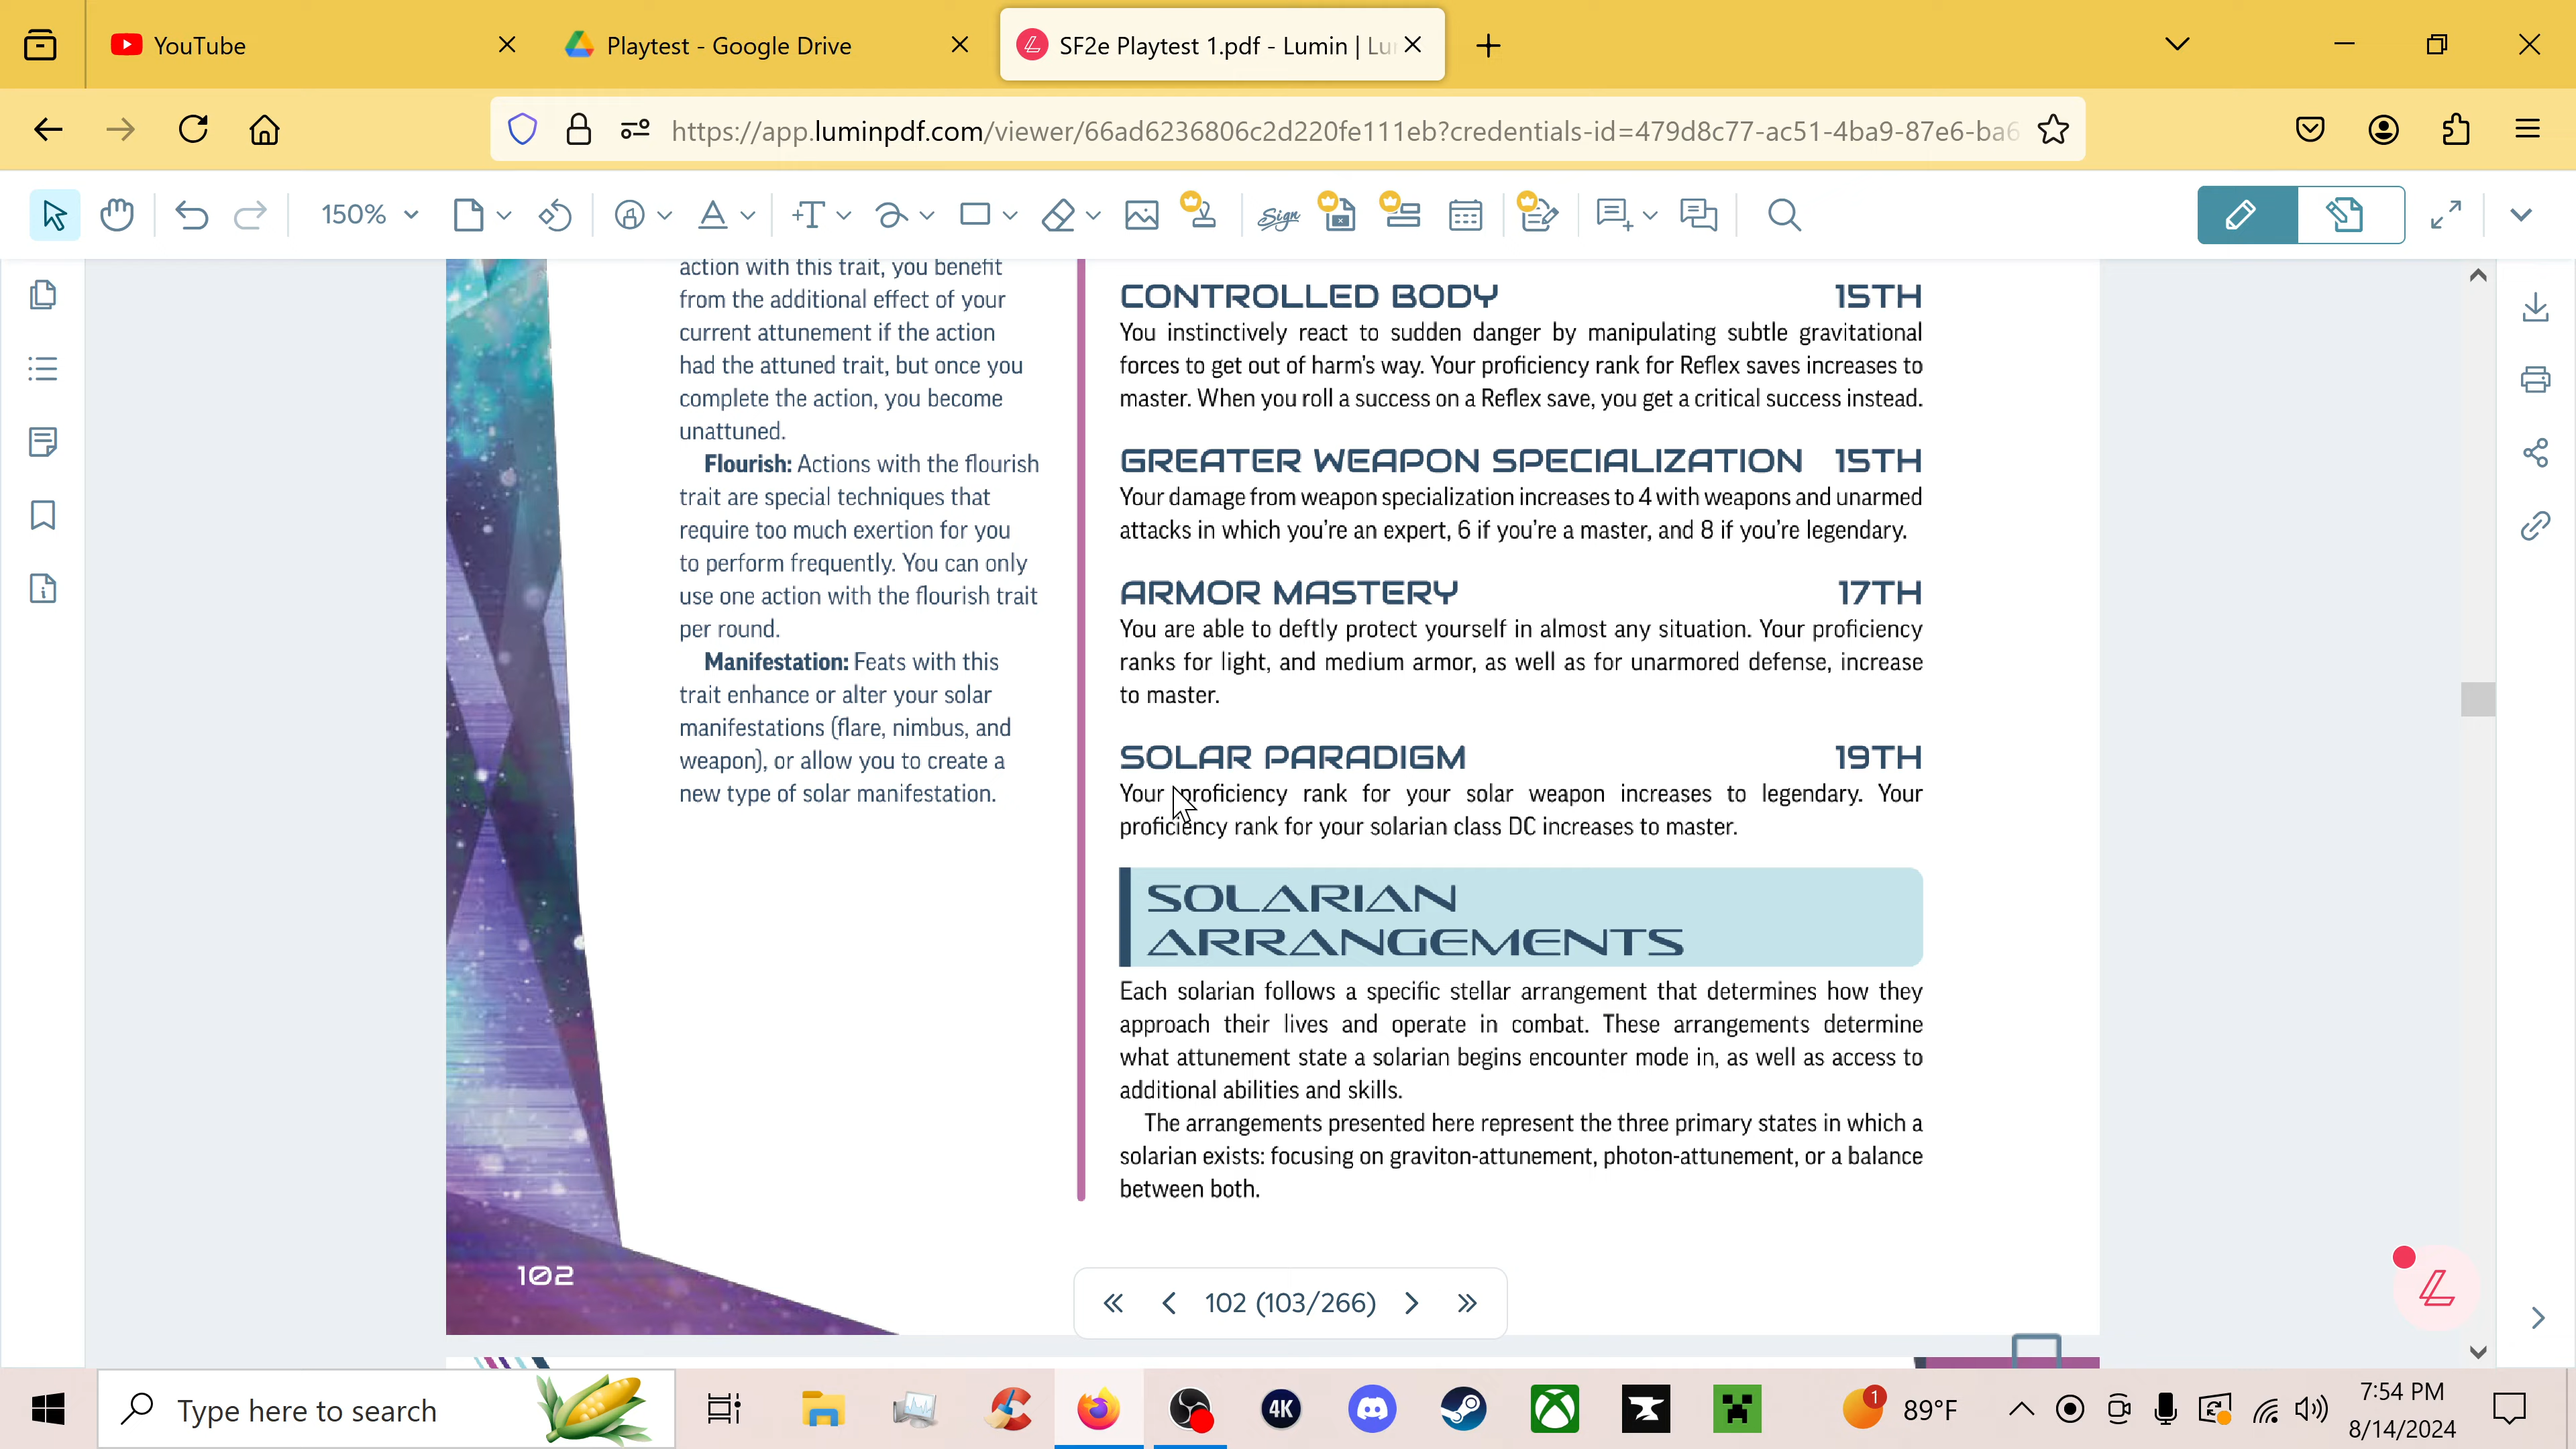 YouTube
Playtest - Google Drive
SF2e Playtest 1.pdf - Lumin | Lu
https://app.luminpdf.com/viewer/66ad6236806c2d220fe111eb?credentials-id=479d8c77-ac51-4ba9-87e6-ba6
150%
Sign
action with this trait, you benefit
from the additional effect of your
current attunement if the action
had the attuned trait, but once you
complete the action, you become
unattuned.
Flourish: Actions with the flourish
trait are special techniques that
require too much exertion for you
to perform frequently. You can only
use one action with the flourish trait
per round.
Manifestation: Feats with this
trait enhance or alter your solar
manifestations (flare, nimbus, and
weapon), or allow you to create a
new type of solar manifestation.
CONTROLLED BODY 15TH
You instinctively react to sudden danger by manipulating subtle gravitational
forces to get out of harm's way. Your proficiency rank for Reflex saves increases to
master. When you roll a success on a Reflex save, you get a critical success instead.
GREATER WEAPON SPECIALIZATION 15TH
Your damage from weapon specialization increases to 4 with weapons and unarmed
attacks in which you're an expert, 6 if you're a master, and 8 if you're legendary.
ARMOR MASTERY 17TH
You are able to deftly protect yourself in almost any situation. Your proficiency
ranks for light, and medium armor, as well as for unarmored defense, increase
to master.
SOLAR PARADIGM 19TH
Your proficiency rank for your solar weapon increases to legendary. Your
proficiency rank for your solarian class DC increases to master.
SOLARIAN
ARRANGEMENTS
Each solarian follows a specific stellar arrangement that determines how they
approach their lives and operate in combat. These arrangements determine
what attunement state a solarian begins encounter mode in, as well as access to
additional abilities and skills.
The arrangements presented here represent the three primary states in which a
solarian exists: focusing on graviton-attunement, photon-attunement, or a balance
between both.
102
102 (103/266)
Type here to search
4K
1
89°F
7:54 PM
8/14/2024